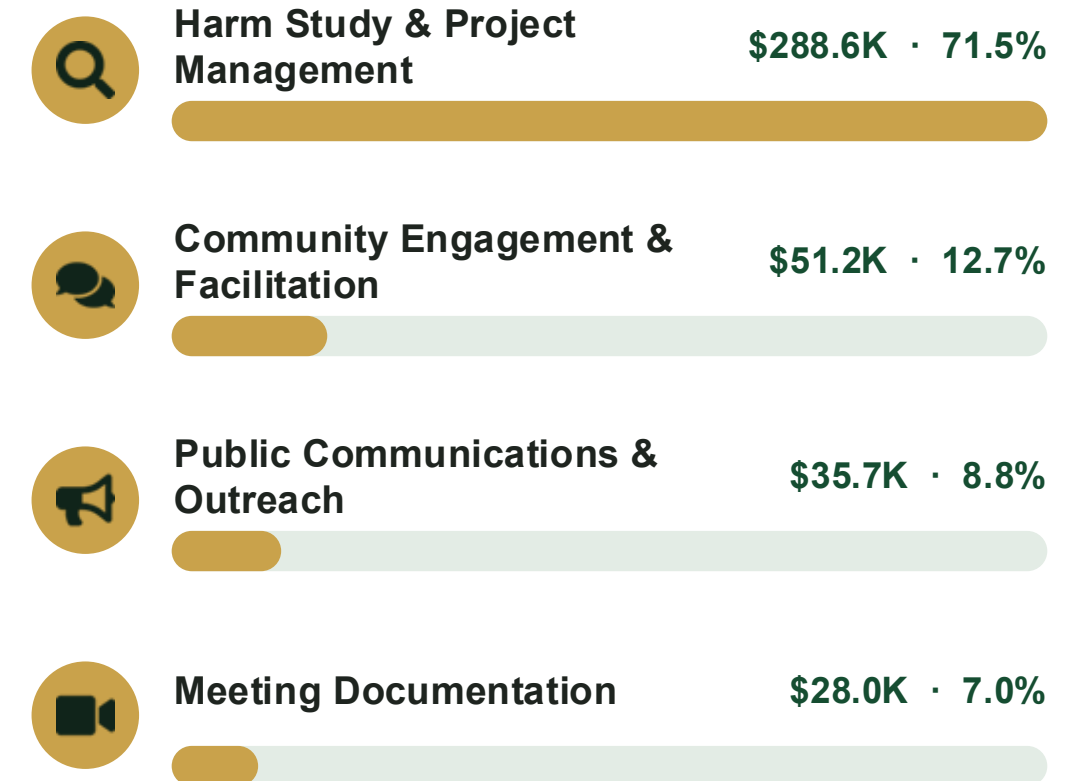 Harm Study & Project
Management
$288.6K · 71.5%
Community Engagement &
Facilitation
$51.2K · 12.7%
Public Communications &
Outreach
$35.7K · 8.8%
Meeting Documentation
$28.0K · 7.0%